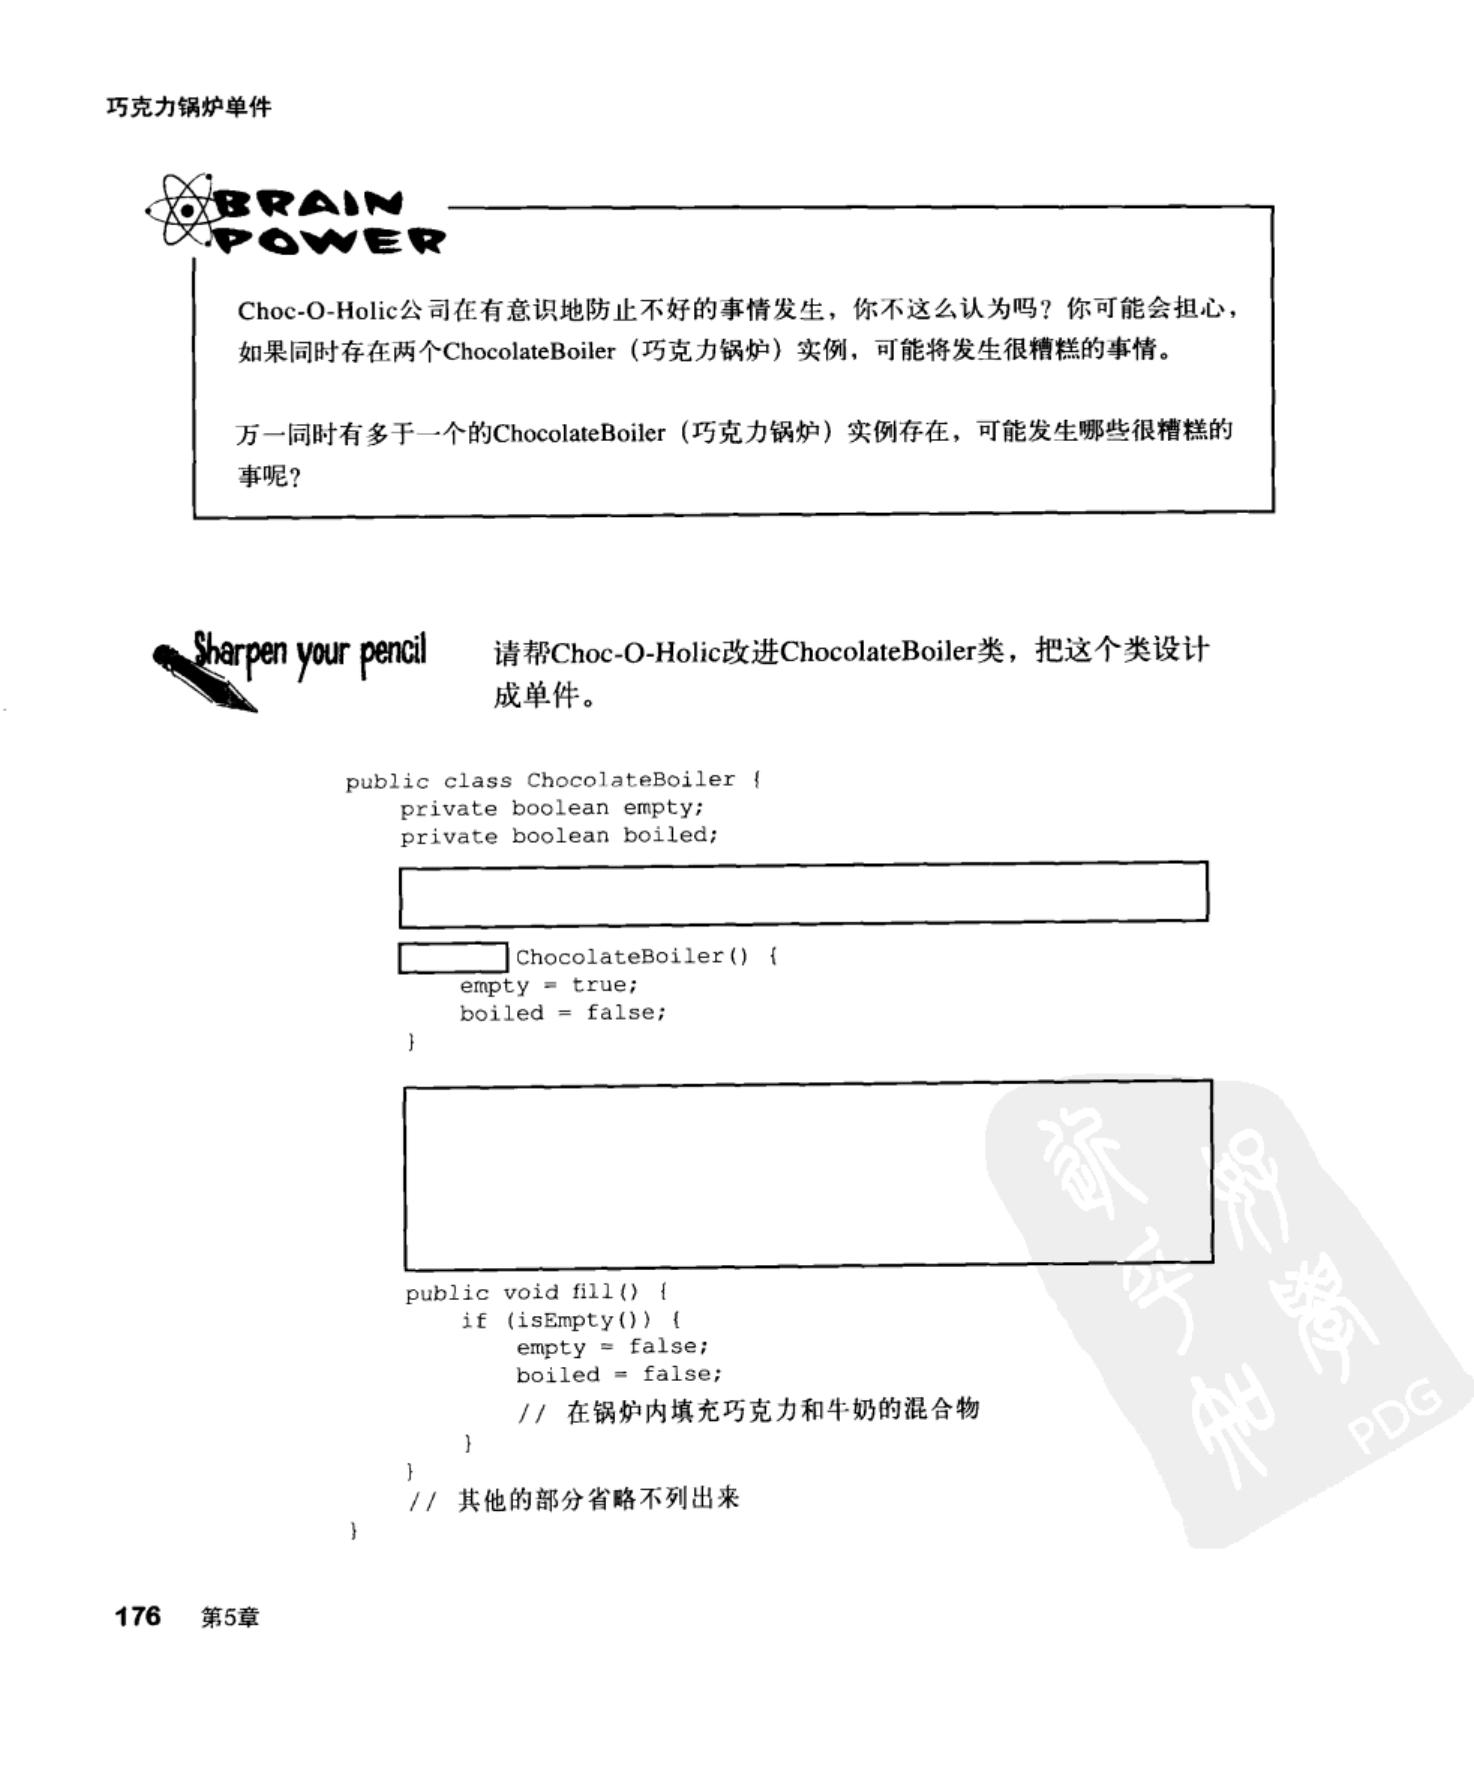 巧克力锅炉单件
BRAIN
POWER
Choc-O-Holic公司在有意识地防止不好的事情发生，你不这么认为吗？你可能会担心，
如果同时存在两个ChocolateBoiler（巧克力锅炉）实例，可能将发生很糟糕的事情。
万一同时有多于一个的ChocolateBoiler（巧克力锅炉）实例存在，可能发生哪些很糟糕的
事呢？
Sharpen your pencil
请帮Choc-O-Holic改进ChocolateBoiler类，把这个类设计
成单件。
public class ChocolateBoiler {
private boolean empty;
private boolean boiled;
ChocolateBoiler() {
empty = true;
boiled = false;
}
public void fill() {
if (isEmpty()) {
empty = false;
boiled = false;
// 在锅炉内填充巧克力和牛奶的混合物
}
}
// 其他的部分省略不列出来
}
PDG
176 第5章